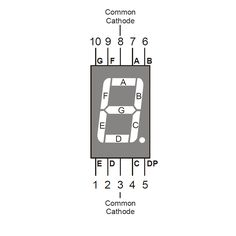 Common
Cathode
10 9 8 7 6
G F A B
A
F B
G
E C
D
E D C DP
1 2 3 4 5
Common
Cathode